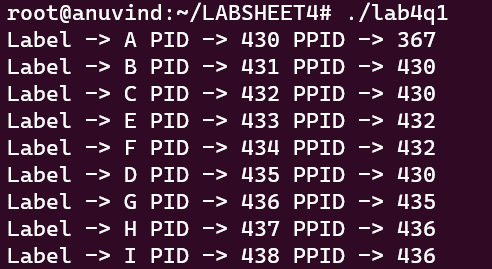 root@anuvind:~/LABSHEET4# ./lab4q1
Label -> A PID -> 430 PPID -> 367
Label -> B PID -> 431 PPID -> 430
Label -> C PID -> 432 PPID -> 430
Label -> E PID -> 433 PPID -> 432
Label -> F PID -> 434 PPID -> 432
Label -> D PID -> 435 PPID -> 430
Label -> G PID -> 436 PPID -> 435
Label -> H PID -> 437 PPID -> 436
Label -> I PID -> 438 PPID -> 436